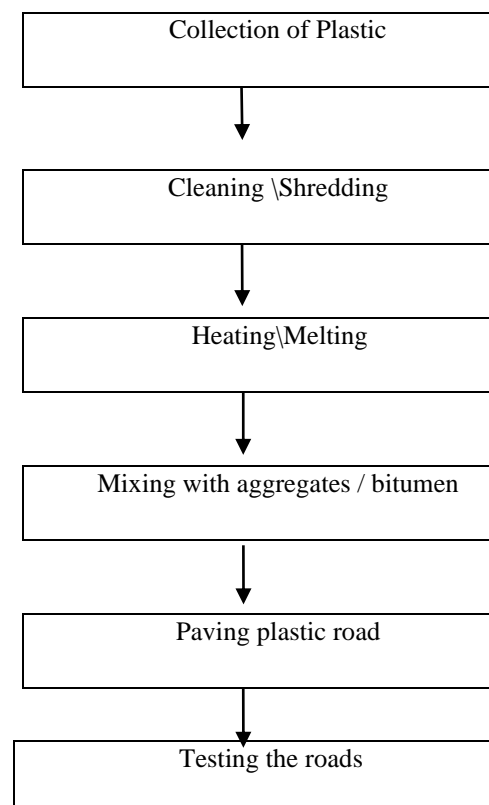 Collection of Plastic
Cleaning \Shredding
Heating\Melting
Mixing with aggregates / bitumen
Paving plastic road
Testing the roads